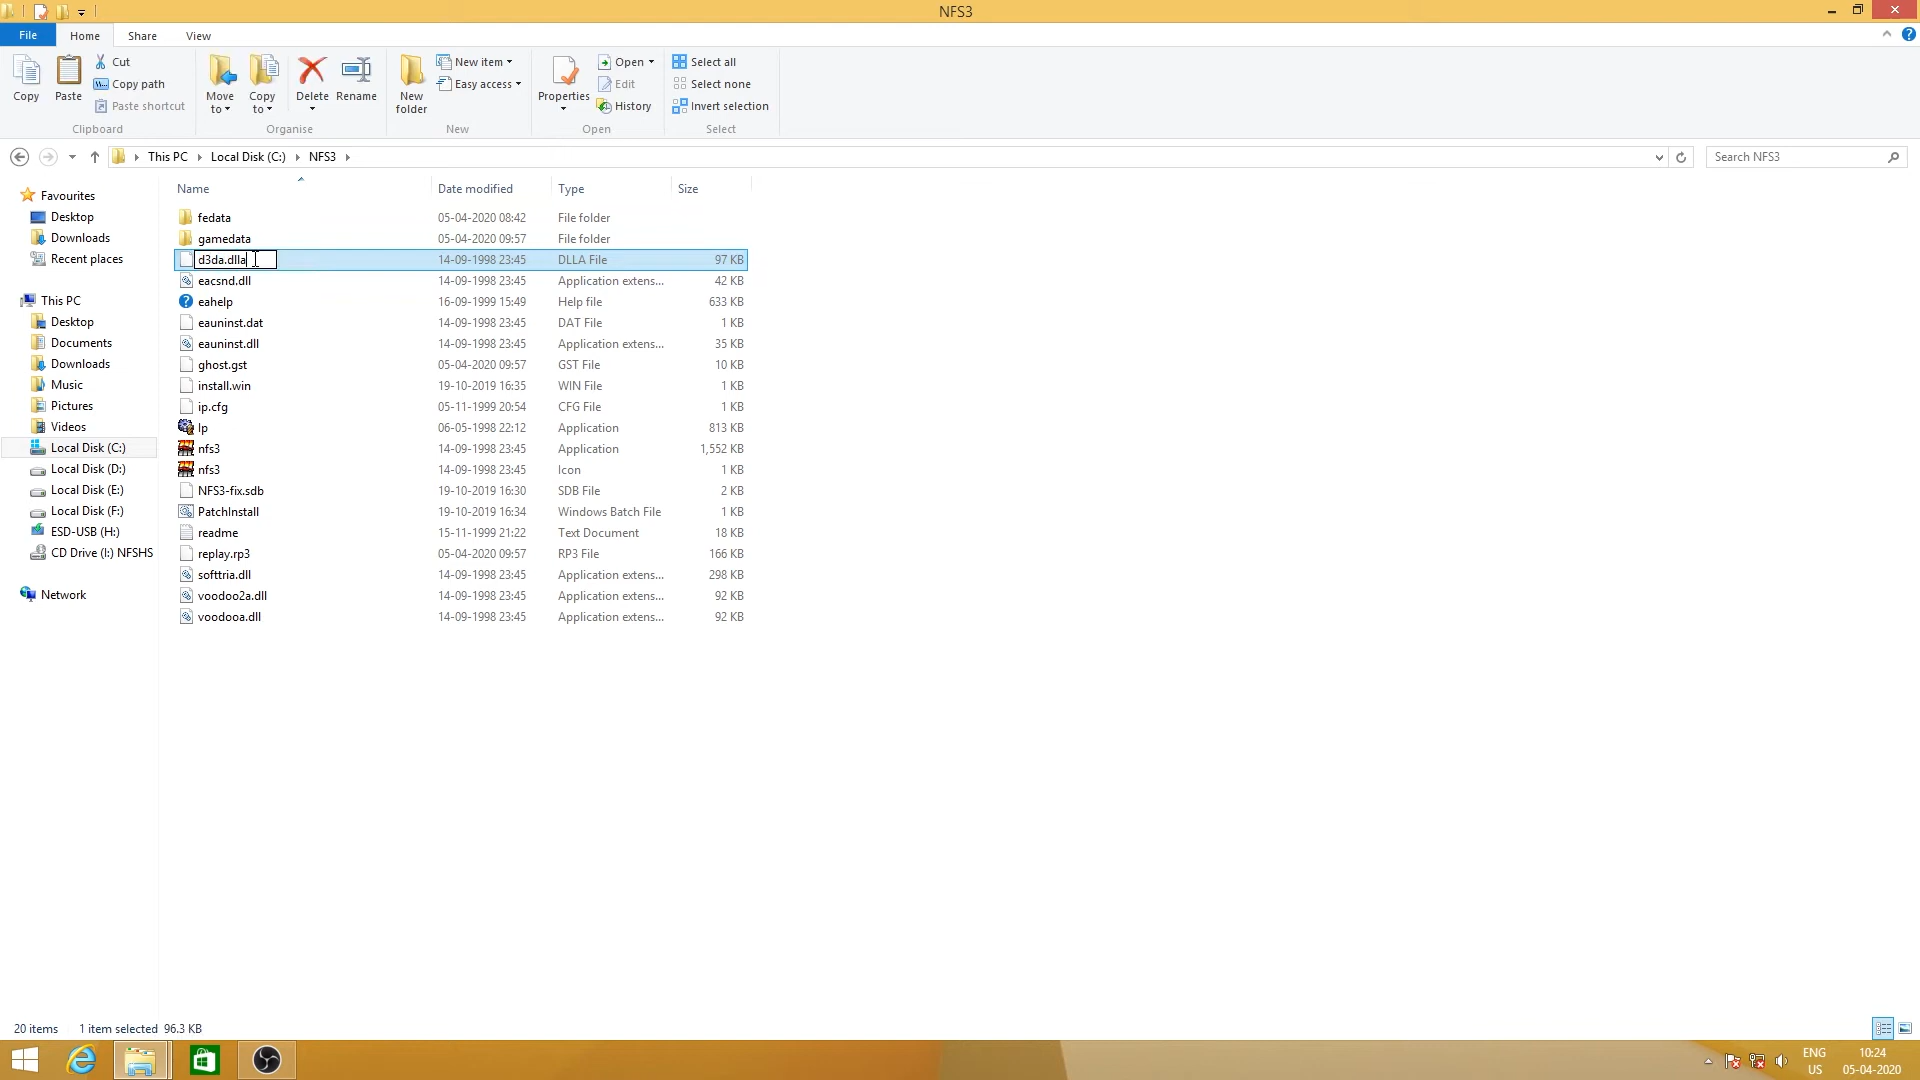 NFS3
File Home Share View
Copy Paste Cut Copy path Paste shortcut Clipboard
Move to Copy to Delete Rename Organise
New folder New item Easy access New
Properties Open Edit History Open
Select all Select none Invert selection Select
This PC Local Disk (C:) NFS3 Search NFS3
Favourites
Desktop
Downloads
Recent places
This PC
Desktop
Documents
Downloads
Music
Pictures
Videos
Local Disk (C:)
Local Disk (D:)
Local Disk (E:)
Local Disk (F:)
ESD-USB (H:)
CD Drive (I:) NFSHS
Network
Name Date modified Type Size
fedata 05-04-2020 08:42 File folder
gamedata 05-04-2020 09:57 File folder
d3da.dlla 14-09-1998 23:45 DLLA File 97 KB
eacsnd.dll 14-09-1998 23:45 Application extens... 42 KB
eahelp 16-09-1999 15:49 Help file 633 KB
eauninst.dat 14-09-1998 23:45 DAT File 1 KB
eauninst.dll 14-09-1998 23:45 Application extens... 35 KB
ghost.gst 05-04-2020 09:57 GST File 10 KB
install.win 19-10-2019 16:35 WIN File 1 KB
ip.cfg 05-11-1999 20:54 CFG File 1 KB
lp 06-05-1998 22:12 Application 813 KB
nfs3 14-09-1998 23:45 Application 1,552 KB
nfs3 14-09-1998 23:45 Icon 1 KB
NFS3-fix.sdb 19-10-2019 16:30 SDB File 2 KB
PatchInstall 19-10-2019 16:34 Windows Batch File 1 KB
readme 15-11-1999 21:22 Text Document 18 KB
replay.rp3 05-04-2020 09:57 RP3 File 166 KB
softtria.dll 14-09-1998 23:45 Application extens... 298 KB
voodoo2a.dll 14-09-1998 23:45 Application extens... 92 KB
voodooa.dll 14-09-1998 23:45 Application extens... 92 KB
20 items 1 item selected 96.3 KB
ENG 10:24
US 05-04-2020